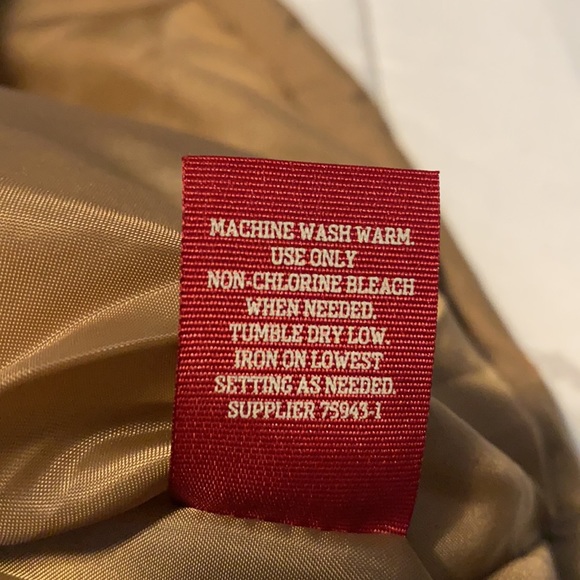 MACHINE WASH WARM.
USE ONLY
NON-CHLORINE BLEACH
WHEN NEEDED.
TUMBLE DRY LOW.
IRON ON LOWEST
SETTING AS NEEDED.
SUPPLIER 75943-1